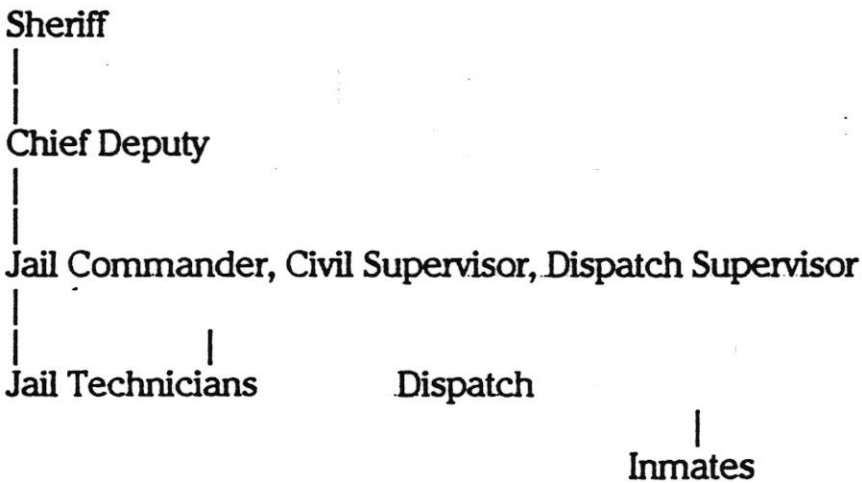 Sheriff
Chief Deputy
Jail Commander, Civil Supervisor, Dispatch Supervisor
Jail Technicians Dispatch
Inmates